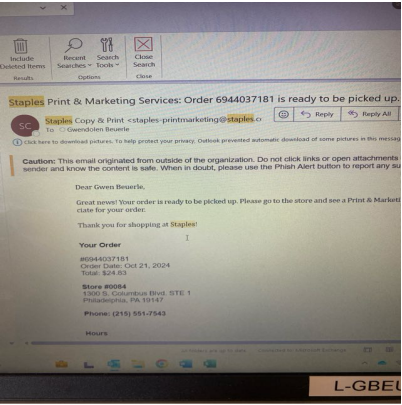 Include
Deleted Items
Recent
Searches
Search
Tools
Close
Search
Results
Options
Close
Staples Print & Marketing Services: Order 6944037181 is ready to be picked up.
SC
Staples Copy & Print <staples-printmarketing@staples.c
Reply
Reply All
To Gwendolen Beuerle
Click here to download pictures. To help protect your privacy, Outlook prevented automatic download of some pictures in this messag
Caution: This email originated from outside of the organization. Do not click links or open attachments
sender and know the content is safe. When in doubt, please use the Phish Alert button to report any su
Dear Gwen Beuerle,
Great news! Your order is ready to be picked up. Please go to the store and see a Print & Marketi
ciate for your order.
Thank you for shopping at Staples!
Your Order
#6944037181
Order Date: Oct 21, 2024
Total: $24.83
Store #0084
1300 S. Columbus Blvd. STE 1
Philadelphia, PA 19147
Phone: (215) 551-7543
Hours
L-GBEU